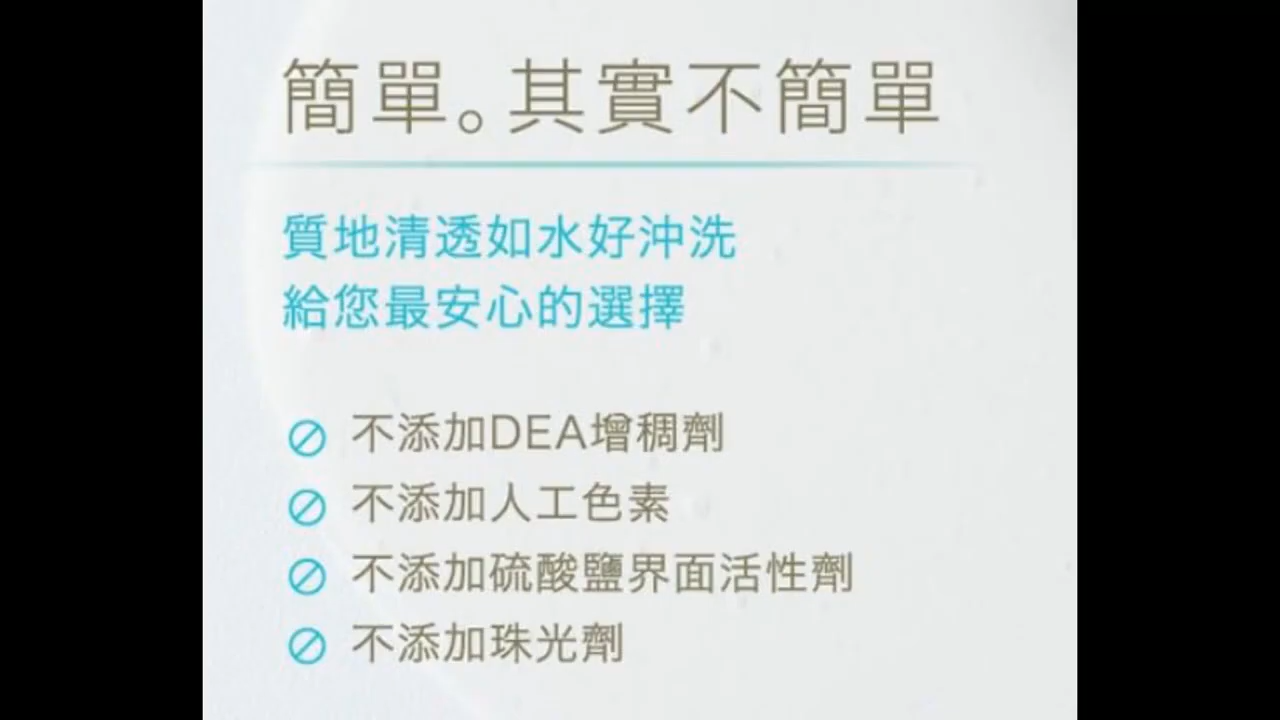 簡單。其實不簡單
質地清透如水好沖洗
給您最安心的選擇
不添加DEA增稠劑
不添加人工色素
不添加硫酸鹽界面活性劑
不添加珠光劑